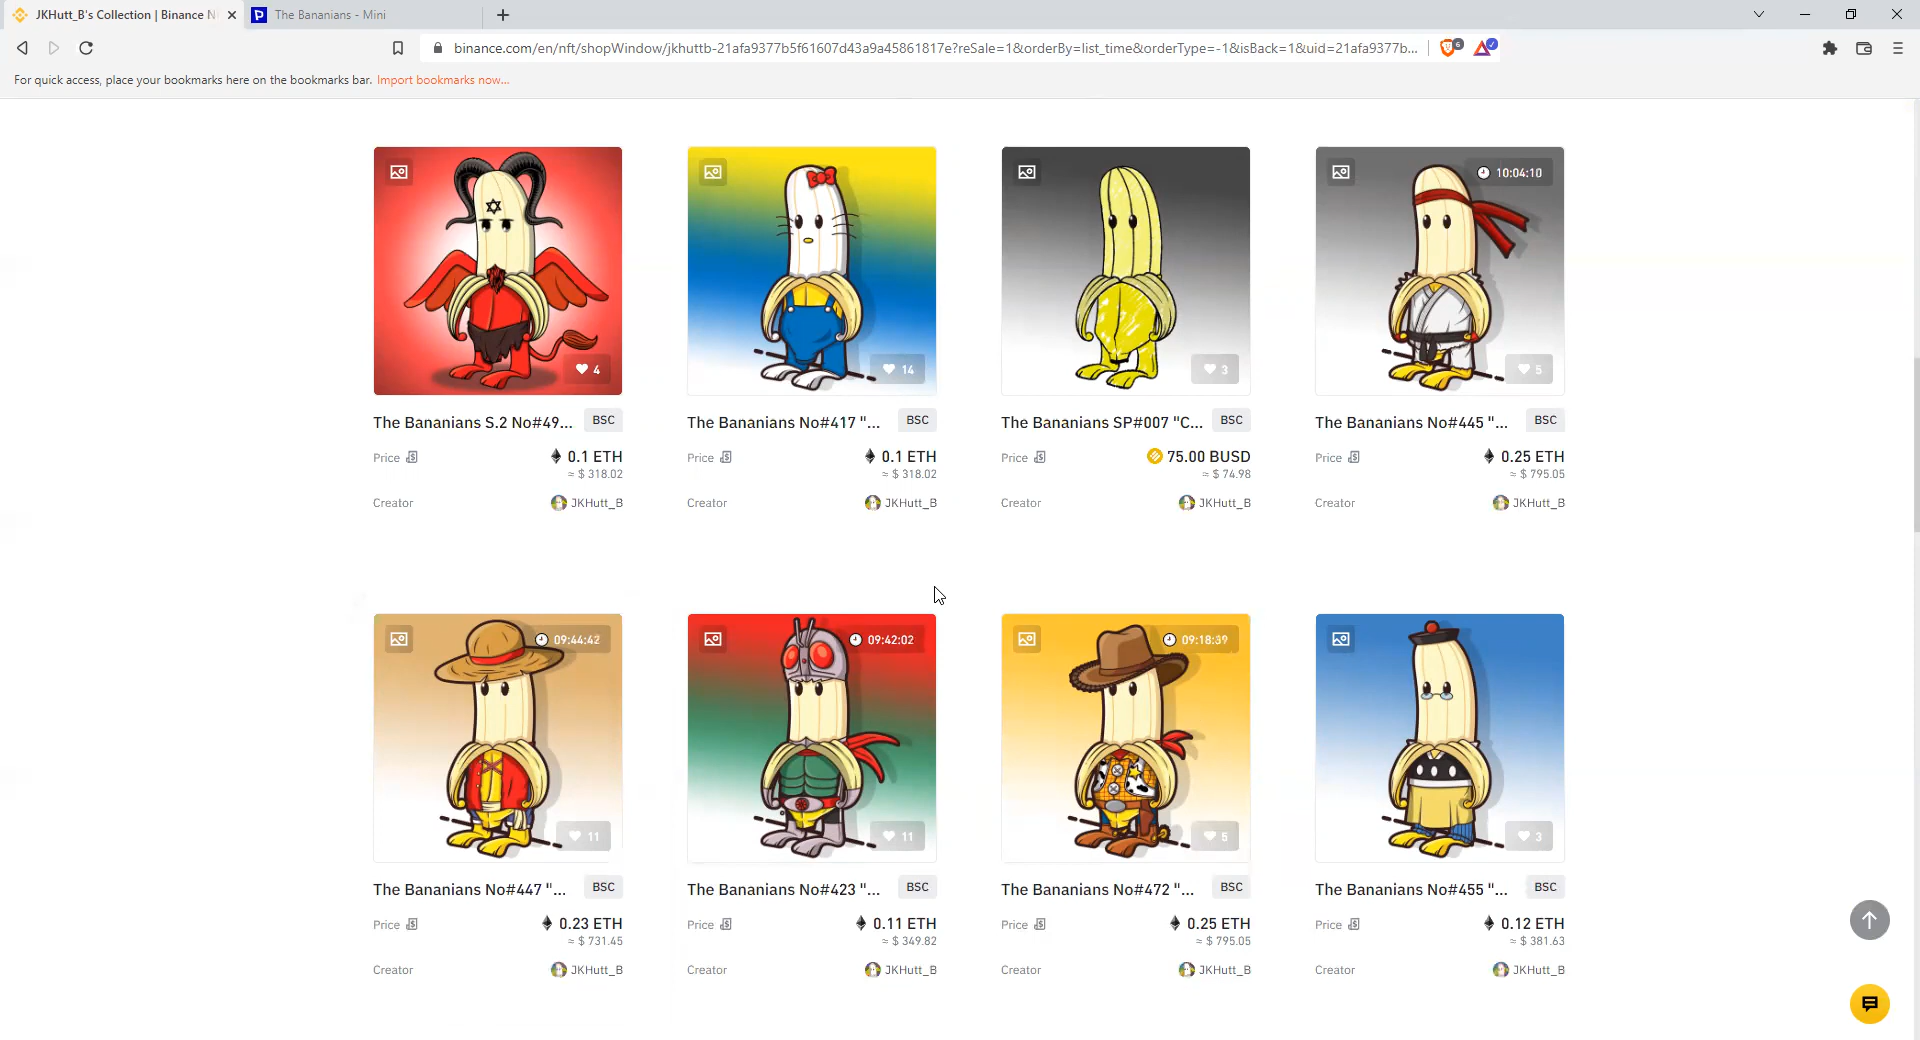 JKHutt_B's Collection | Binance N
The Bananians - Mini
binance.com/en/nft/shopWindow/jkhuttb-21afa9377b5f61607d43a9a45861817e?reSale=1&orderBy=list_time&orderType=-1&isBack=1&uid=21afa9377b...
6
For quick access, place your bookmarks here on the bookmarks bar. Import bookmarks now...
10:04:10
4
14
3
5
The Bananians S.2 No#49... BSC
The Bananians No#417 "... BSC
The Bananians SP#007 "C... BSC
The Bananians No#445 "... BSC
Price 0.1 ETH
≈ $ 318.02
Price 0.1 ETH
≈ $ 318.02
Price 75.00 BUSD
≈ $ 74.98
Price 0.25 ETH
≈ $ 795.05
Creator JKHutt_B
Creator JKHutt_B
Creator JKHutt_B
Creator JKHutt_B
09:44:42
09:42:02
09:18:39
11
11
5
3
The Bananians No#447 "... BSC
The Bananians No#423 "... BSC
The Bananians No#472 "... BSC
The Bananians No#455 "... BSC
Price 0.23 ETH
≈ $ 731.45
Price 0.11 ETH
≈ $ 349.82
Price 0.25 ETH
≈ $ 795.05
Price 0.12 ETH
≈ $ 381.63
Creator JKHutt_B
Creator JKHutt_B
Creator JKHutt_B
Creator JKHutt_B